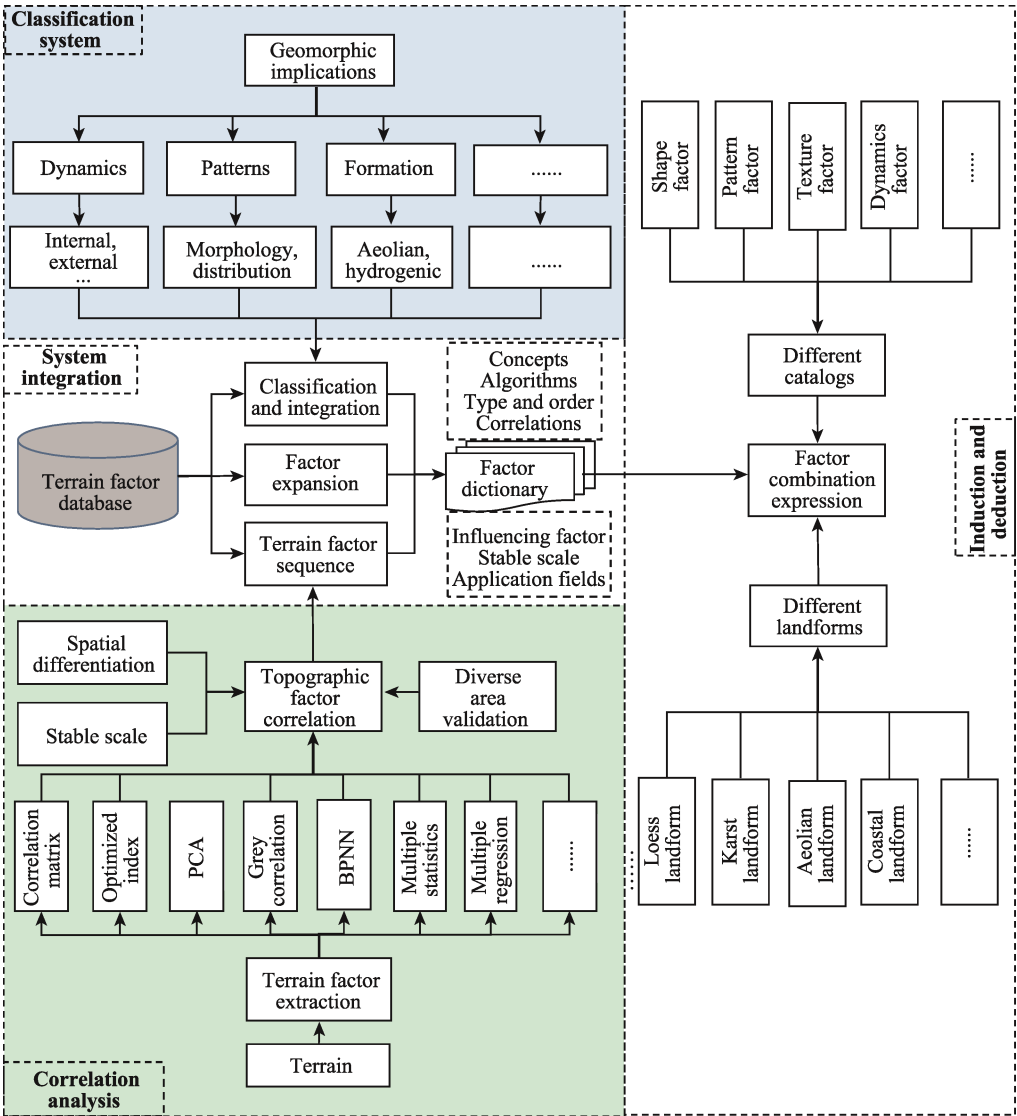 Classification
system
Geomorphic
implications
Dynamics
Patterns
Formation
......
Internal,
external
...
Morphology,
distribution
Aeolian,
hydrogenic
......
System
integration
Classification
and integration
Terrain factor
database
Factor
expansion
Terrain factor
sequence
Concepts
Algorithms
Type and order
Correlations
Factor
dictionary
Influencing factor
Stable scale
Application fields
Spatial
differentiation
Stable scale
Topographic
factor
correlation
Diverse
area
validation
Correlation
matrix
Optimized
index
PCA
Grey
correlation
BPNN
Multiple
statistics
Multiple
regression
......
Terrain factor
extraction
Terrain
Correlation
analysis
Shape
factor
Pattern
factor
Texture
factor
Dynamics
factor
......
Different
catalogs
Factor
combination
expression
Induction and
deduction
Different
landforms
......
Loess
landform
Karst
landform
Aeolian
landform
Coastal
landform
......